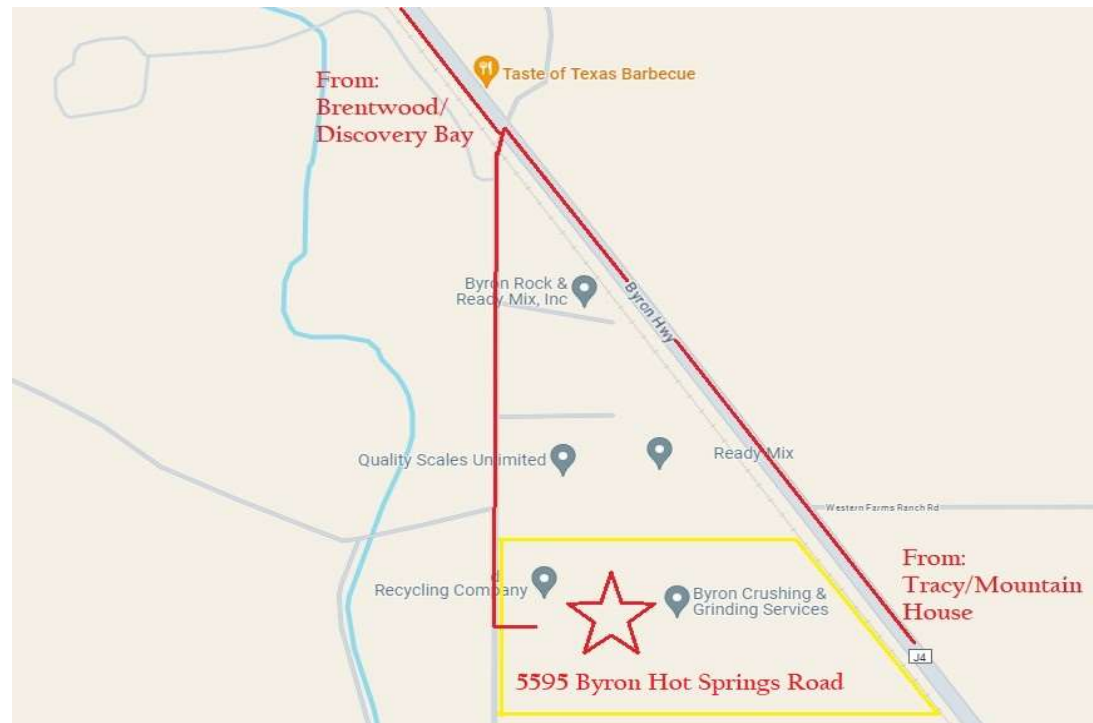 Taste of Texas Barbecue
From:
Brentwood/
Discovery Bay
Byron Rock &
Ready Mix, Inc
Byron Hwy
Quality Scales Unlimited
Ready Mix
Western Farms Ranch Rd
d
Recycling Company
Byron Crushing &
Grinding Services
From:
Tracy/Mountain
House
J4
5595 Byron Hot Springs Road